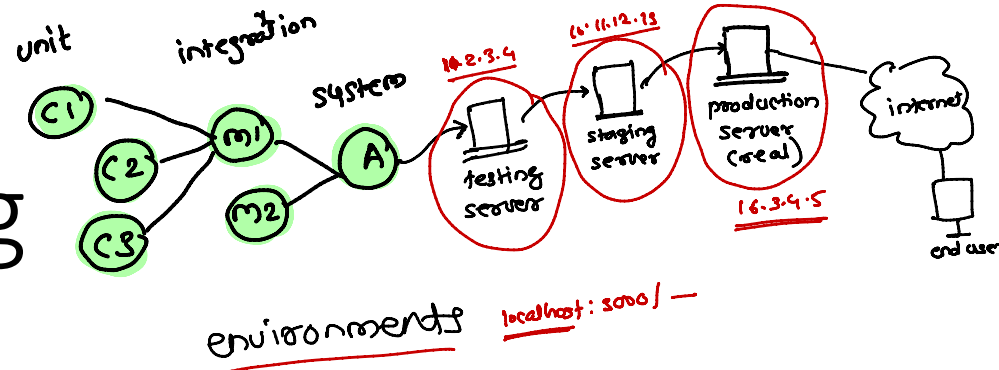 unit
integration
system
C1
C2
C3
M1
M2
A
10.2.3.4
testing
server
10.11.12.13
staging
server
production
server
(real)
16.3.4.5
internet
end user
g
environments
localhost:3000/ —